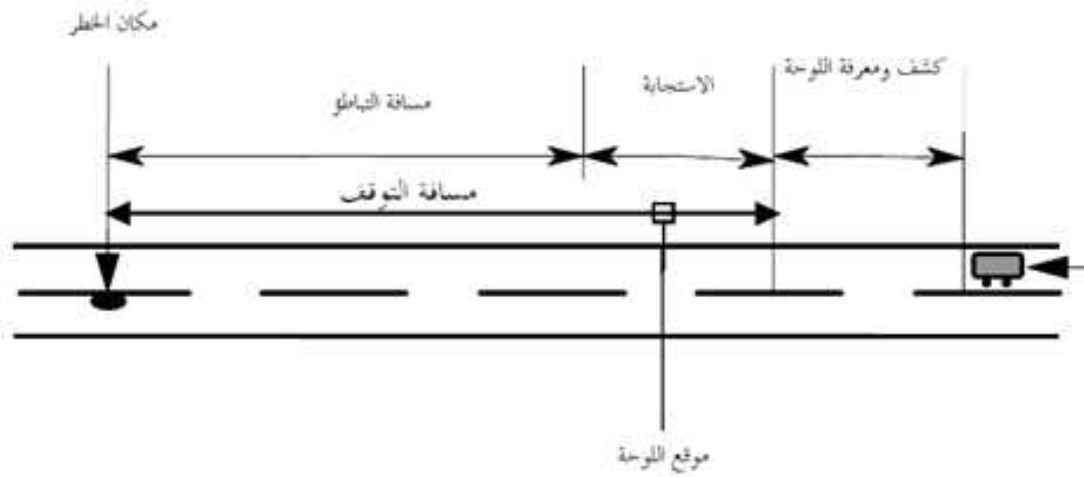 مكان الخطر
كشف ومعرفة اللوحة
الاستجابة
مسافة التباطؤ
مسافة التوقف
موقع اللوحة